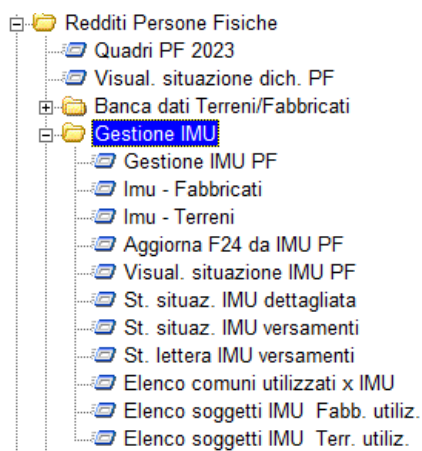 Redditi Persone Fisiche
Quadri PF 2023
Visual. situazione dich. PF
Banca dati Terreni/Fabbricati
Gestione IMU
Gestione IMU PF
Imu - Fabbricati
Imu - Terreni
Aggiorna F24 da IMU PF
Visual. situazione IMU PF
St. situaz. IMU dettagliata
St. situaz. IMU versamenti
St. lettera IMU versamenti
Elenco comuni utilizzati x IMU
Elenco soggetti IMU  Fabb. utiliz.
Elenco soggetti IMU  Terr. utiliz.